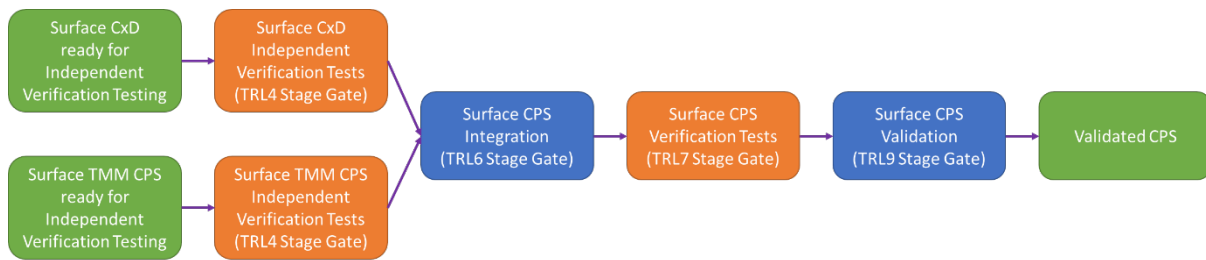 Surface CxD
ready for
Independent
Verification Testing
Surface CxD
Independent
Verification Tests
(TRL4 Stage Gate)
Surface TMM CPS
ready for
Independent
Verification Testing
Surface TMM CPS
Independent
Verification Tests
(TRL4 Stage Gate)
Surface CPS
Integration
(TRL6 Stage Gate)
Surface CPS
Verification Tests
(TRL7 Stage Gate)
Surface CPS
Validation
(TRL9 Stage Gate)
Validated CPS